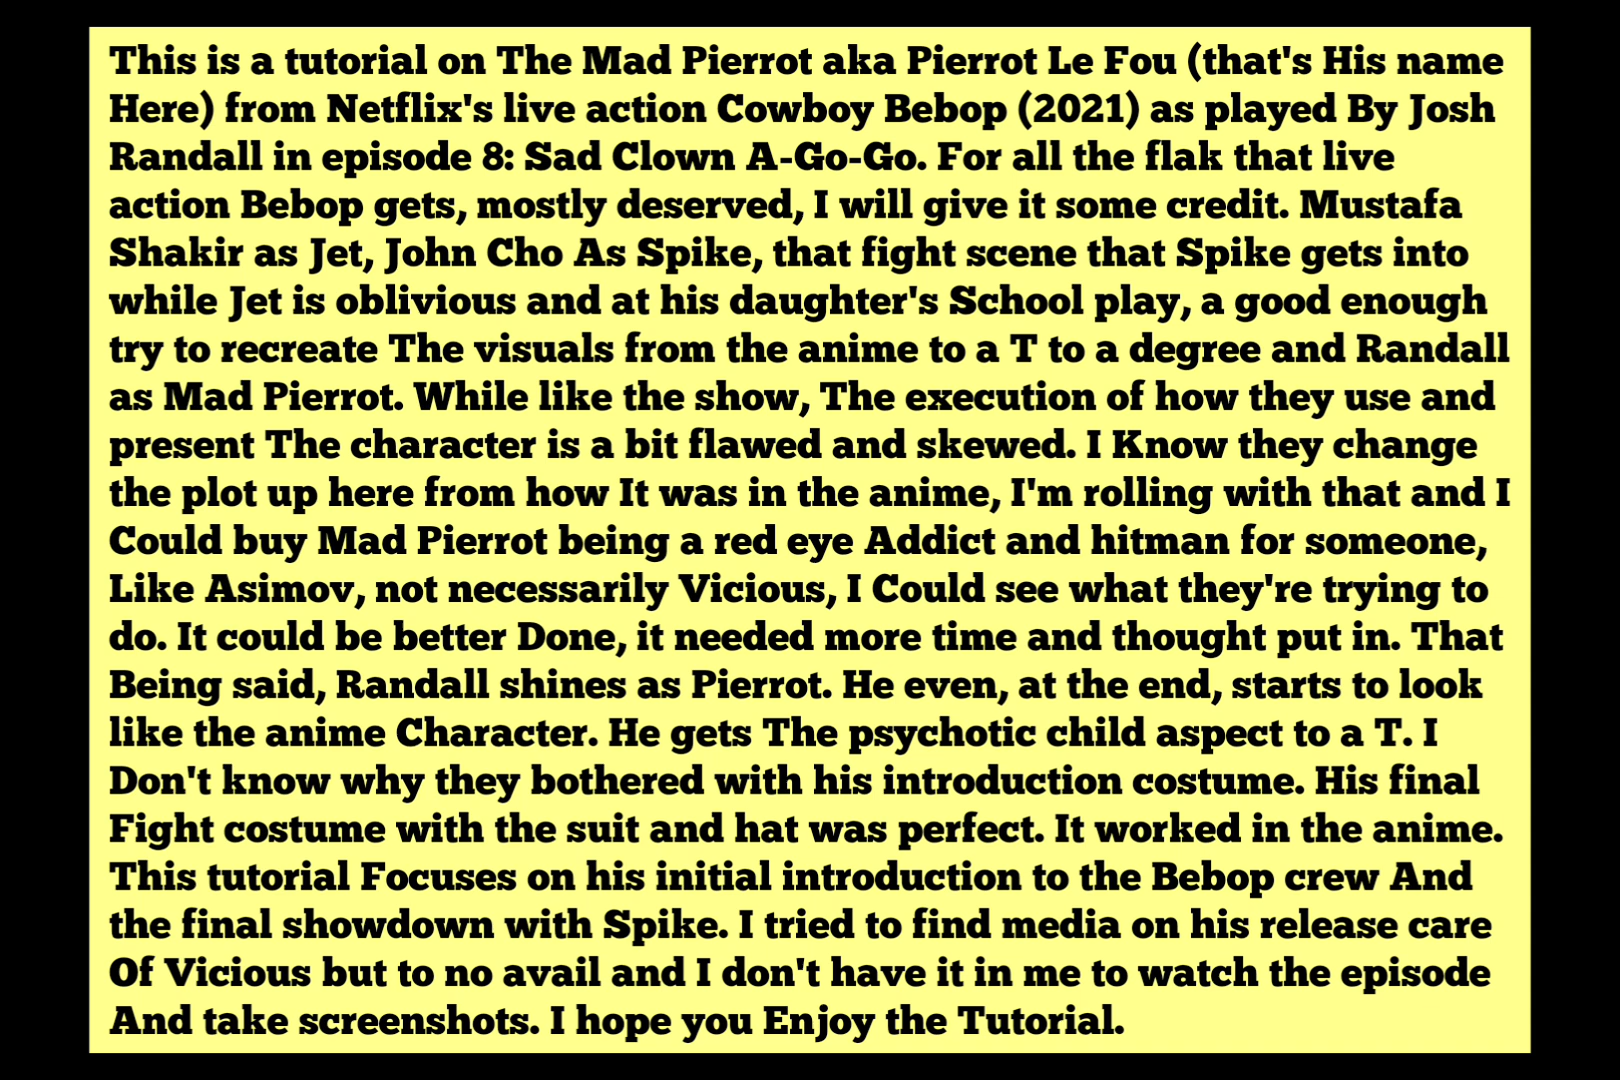 This is a tutorial on The Mad Pierrot aka Pierrot Le Fou (that's His name
Here) from Netflix's live action Cowboy Bebop (2021) as played By Josh
Randall in episode 8: Sad Clown A-Go-Go. For all the flak that live
action Bebop gets, mostly deserved, I will give it some credit. Mustafa
Shakir as Jet, John Cho As Spike, that fight scene that Spike gets into
while Jet is oblivious and at his daughter's School play, a good enough
try to recreate The visuals from the anime to a T to a degree and Randall
as Mad Pierrot. While like the show, The execution of how they use and
present The character is a bit flawed and skewed. I Know they change
the plot up here from how It was in the anime, I'm rolling with that and I
Could buy Mad Pierrot being a red eye Addict and hitman for someone,
Like Asimov, not necessarily Vicious, I Could see what they're trying to
do. It could be better Done, it needed more time and thought put in. That
Being said, Randall shines as Pierrot. He even, at the end, starts to look
like the anime Character. He gets The psychotic child aspect to a T. I
Don't know why they bothered with his introduction costume. His final
Fight costume with the suit and hat was perfect. It worked in the anime.
This tutorial Focuses on his initial introduction to the Bebop crew And
the final showdown with Spike. I tried to find media on his release care
Of Vicious but to no avail and I don't have it in me to watch the episode
And take screenshots. I hope you Enjoy the Tutorial.